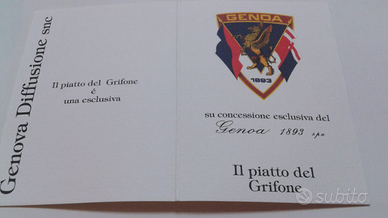 Genova Diffusione snc
Il piatto del Grifone
é
una esclusiva
GENOA
1893
su concessione esclusiva del
Genoa 1893 spa
Il piatto del
Grifone
subito